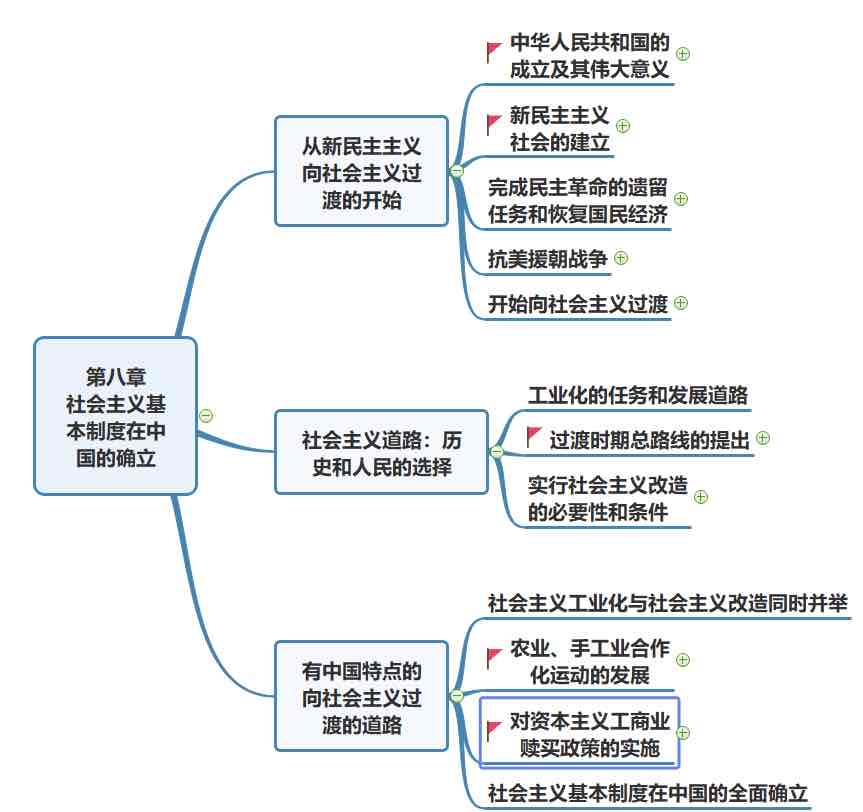 第八章
社会主义基
本制度在中
国的确立
从新民主主义
向社会主义过
渡的开始
中华人民共和国的
成立及其伟大意义
新民主主义
社会的建立
完成民主革命的遗留
任务和恢复国民经济
抗美援朝战争
开始向社会主义过渡
社会主义道路：历
史和人民的选择
工业化的任务和发展道路
过渡时期总路线的提出
实行社会主义改造
的必要性和条件
有中国特点的
向社会主义过
渡的道路
社会主义工业化与社会主义改造同时并举
农业、手工业合作
化运动的发展
对资本主义工商业
赎买政策的实施
社会主义基本制度在中国的全面确立